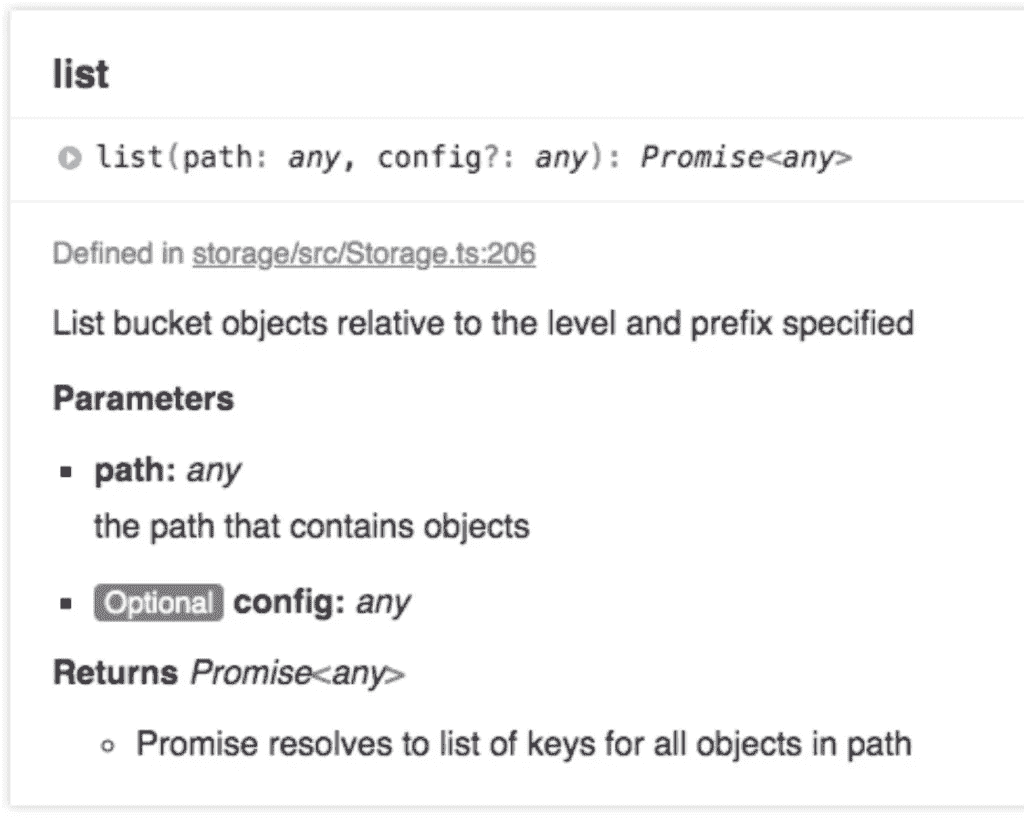 list
list(path: any, config?: any): Promise<any>
Defined in storage/src/Storage.ts:206
List bucket objects relative to the level and prefix specified
Parameters
path: any
the path that contains objects
Optional config: any
Returns Promise<any>
Promise resolves to list of keys for all objects in path